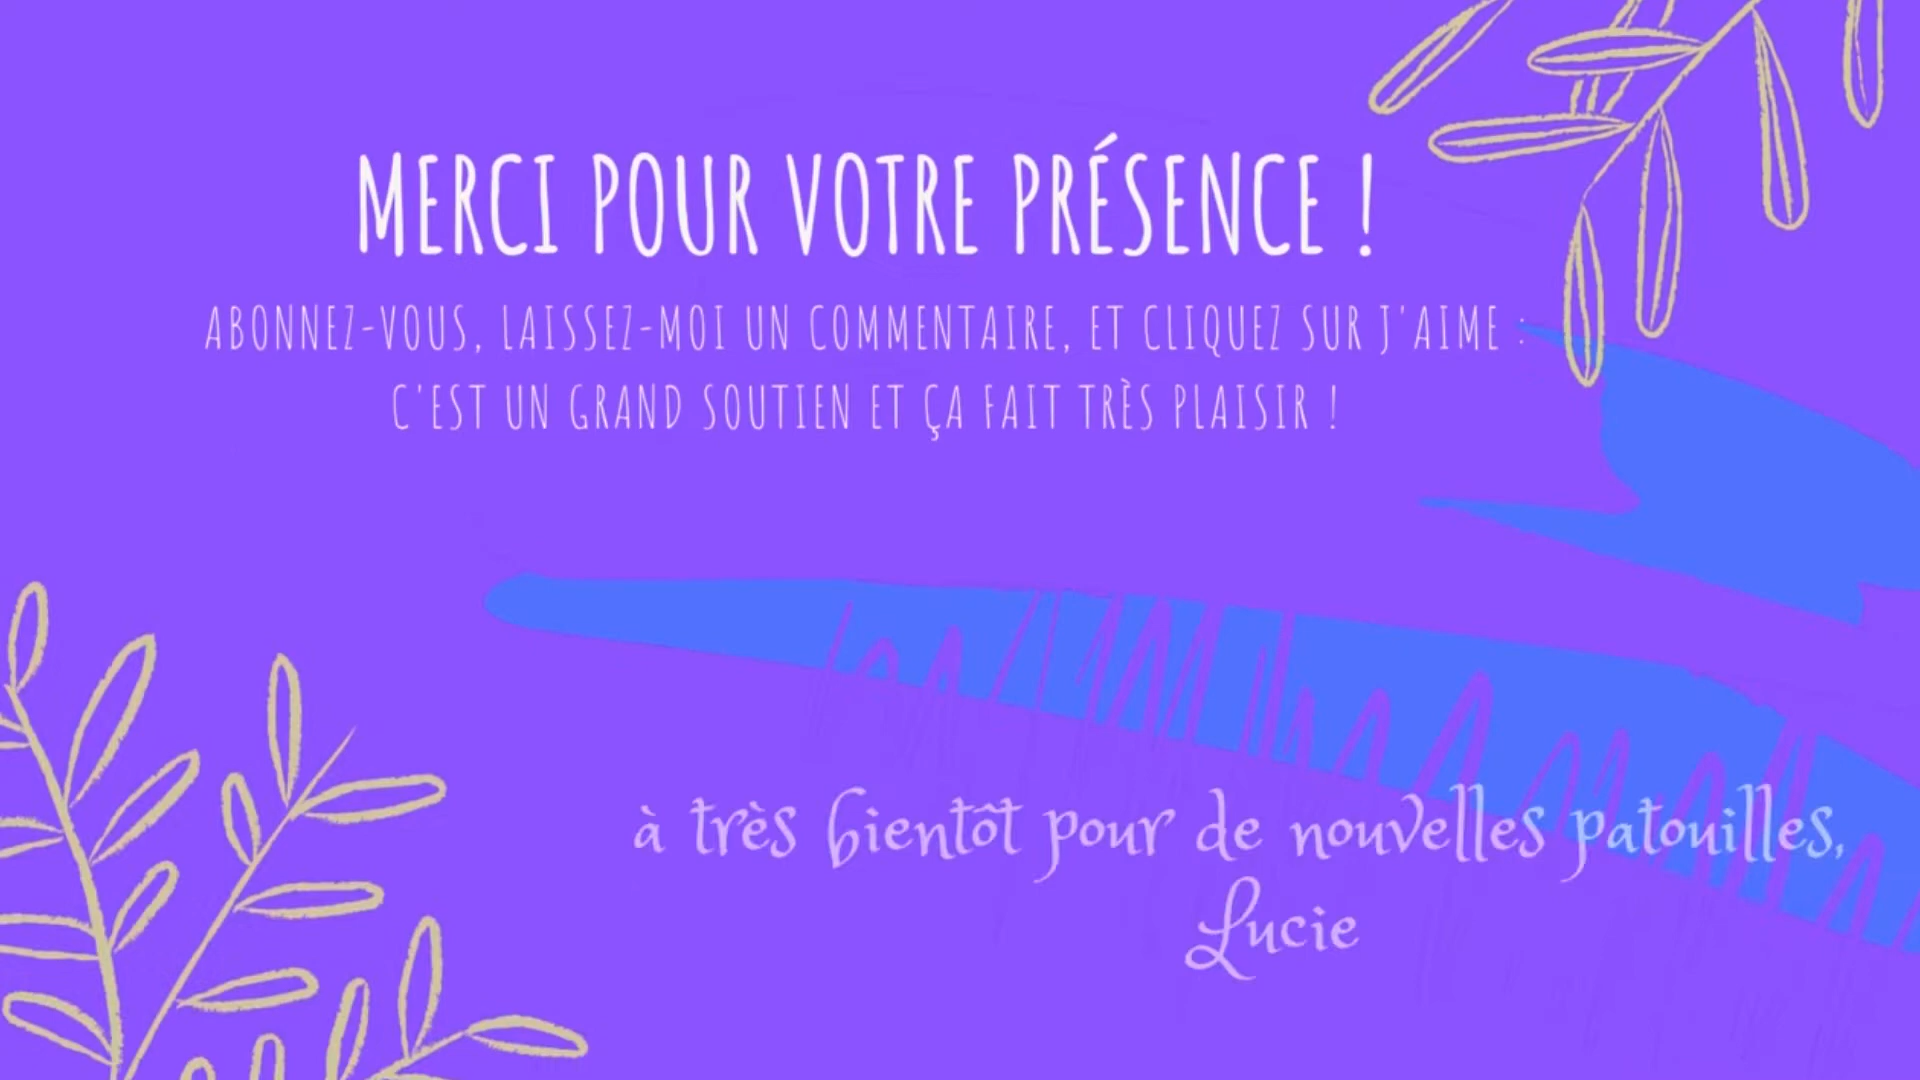 MERCI POUR VOTRE PRÉSENCE !
ABONNEZ-VOUS, LAISSEZ-MOI UN COMMENTAIRE, ET CLIQUEZ SUR J'AIME :
C'EST UN GRAND SOUTIEN ET ÇA FAIT TRÈS PLAISIR !
à très bientôt pour de nouvelles patouilles,
Lucie